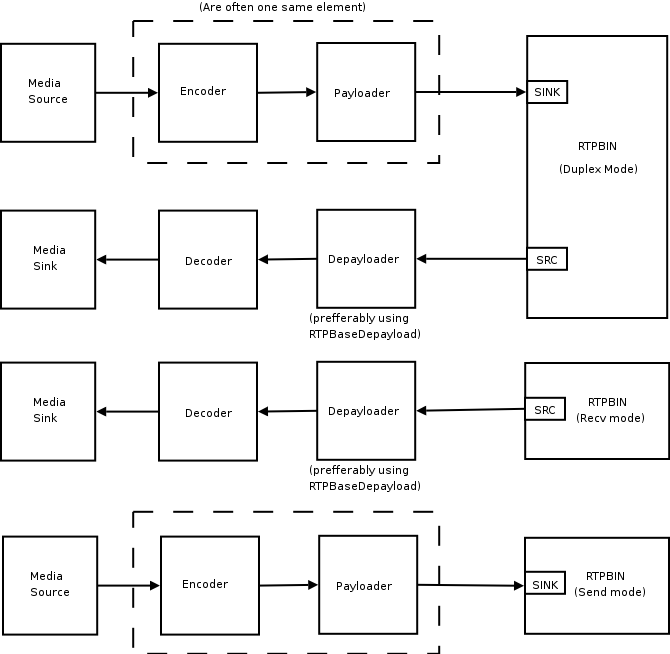 (Are often one same element)
Media
Source
Encoder
Payloader
SINK
RTPBIN
(Duplex Mode)
Media
Sink
Decoder
Depayloader
SRC
(prefferably using
RTPBaseDepayload)
Media
Sink
Decoder
Depayloader
SRC
RTPBIN
(Recv mode)
(prefferably using
RTPBaseDepayload)
Media
Source
Encoder
Payloader
SINK
RTPBIN
(Send mode)